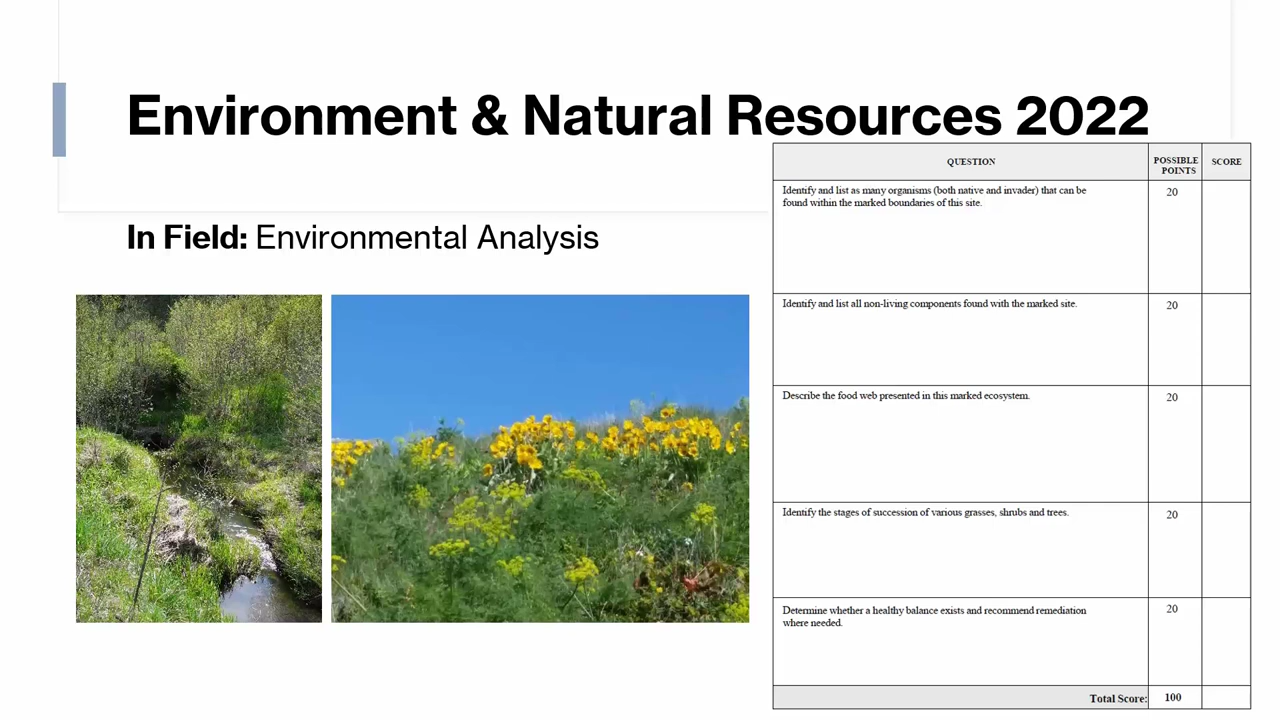 Environment & Natural Resources 2022
In Field: Environmental Analysis
QUESTION
POSSIBLE
POINTS
SCORE
Identify and list as many organisms (both native and invader) that can be
found within the marked boundaries of this site.
20
Identify and list all non-living components found with the marked site.
20
Describe the food web presented in this marked ecosystem.
20
Identify the stages of succession of various grasses, shrubs and trees.
20
Determine whether a healthy balance exists and recommend remediation
where needed.
20
Total Score:
100